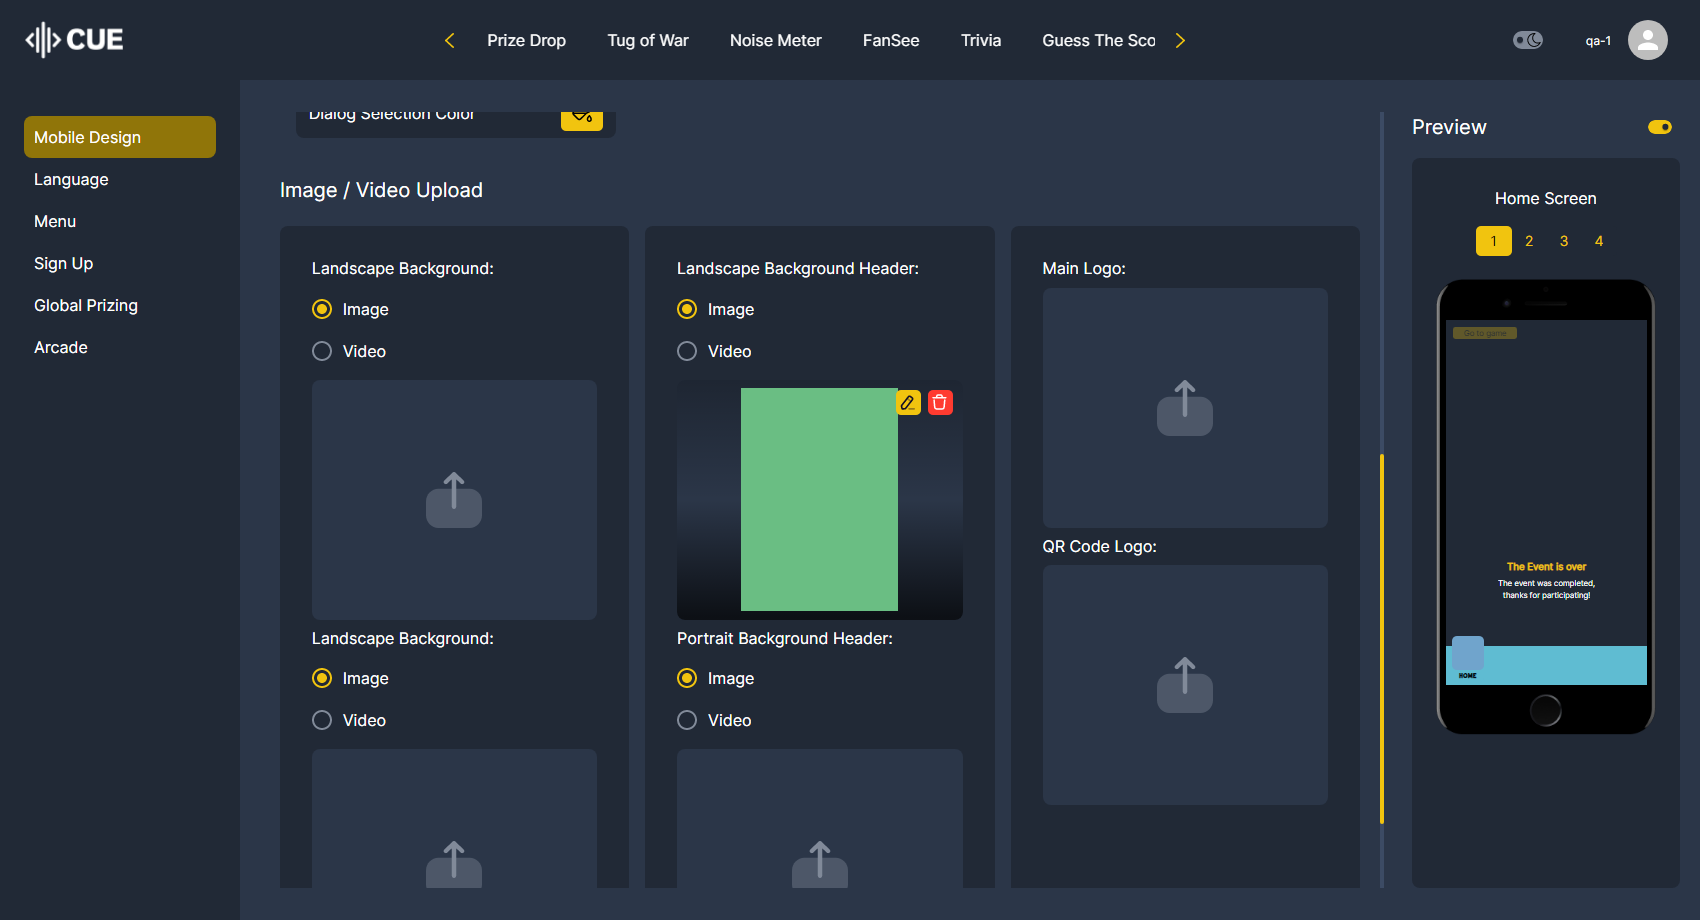 CUE
Prize Drop
Tug of War
Noise Meter
FanSee
Trivia
Guess The Sco
qa-1
Mobile Design
Language
Menu
Sign Up
Global Prizing
Arcade
Dialog Selection Color
Image / Video Upload
Landscape Background:
Image
Video
Landscape Background:
Image
Video
Landscape Background Header:
Image
Video
Portrait Background Header:
Image
Video
Main Logo:
QR Code Logo:
Preview
Home Screen
1 2 3 4
Go to game
The Event is over
The event was completed,
thanks for participating!
HOME